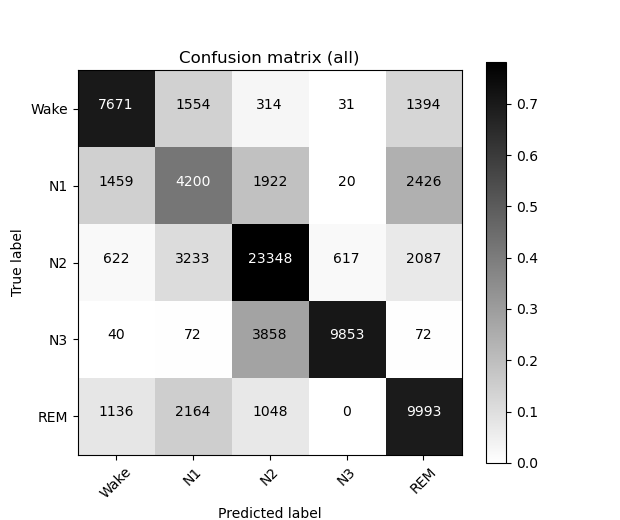 Confusion matrix (all)
True label
Wake 7671 1554 314 31 1394
N1 1459 4200 1922 20 2426
N2 622 3233 23348 617 2087
N3 40 72 3858 9853 72
REM 1136 2164 1048 0 9993
Wake N1 N2 N3 REM
Predicted label
0.7
0.6
0.5
0.4
0.3
0.2
0.1
0.0